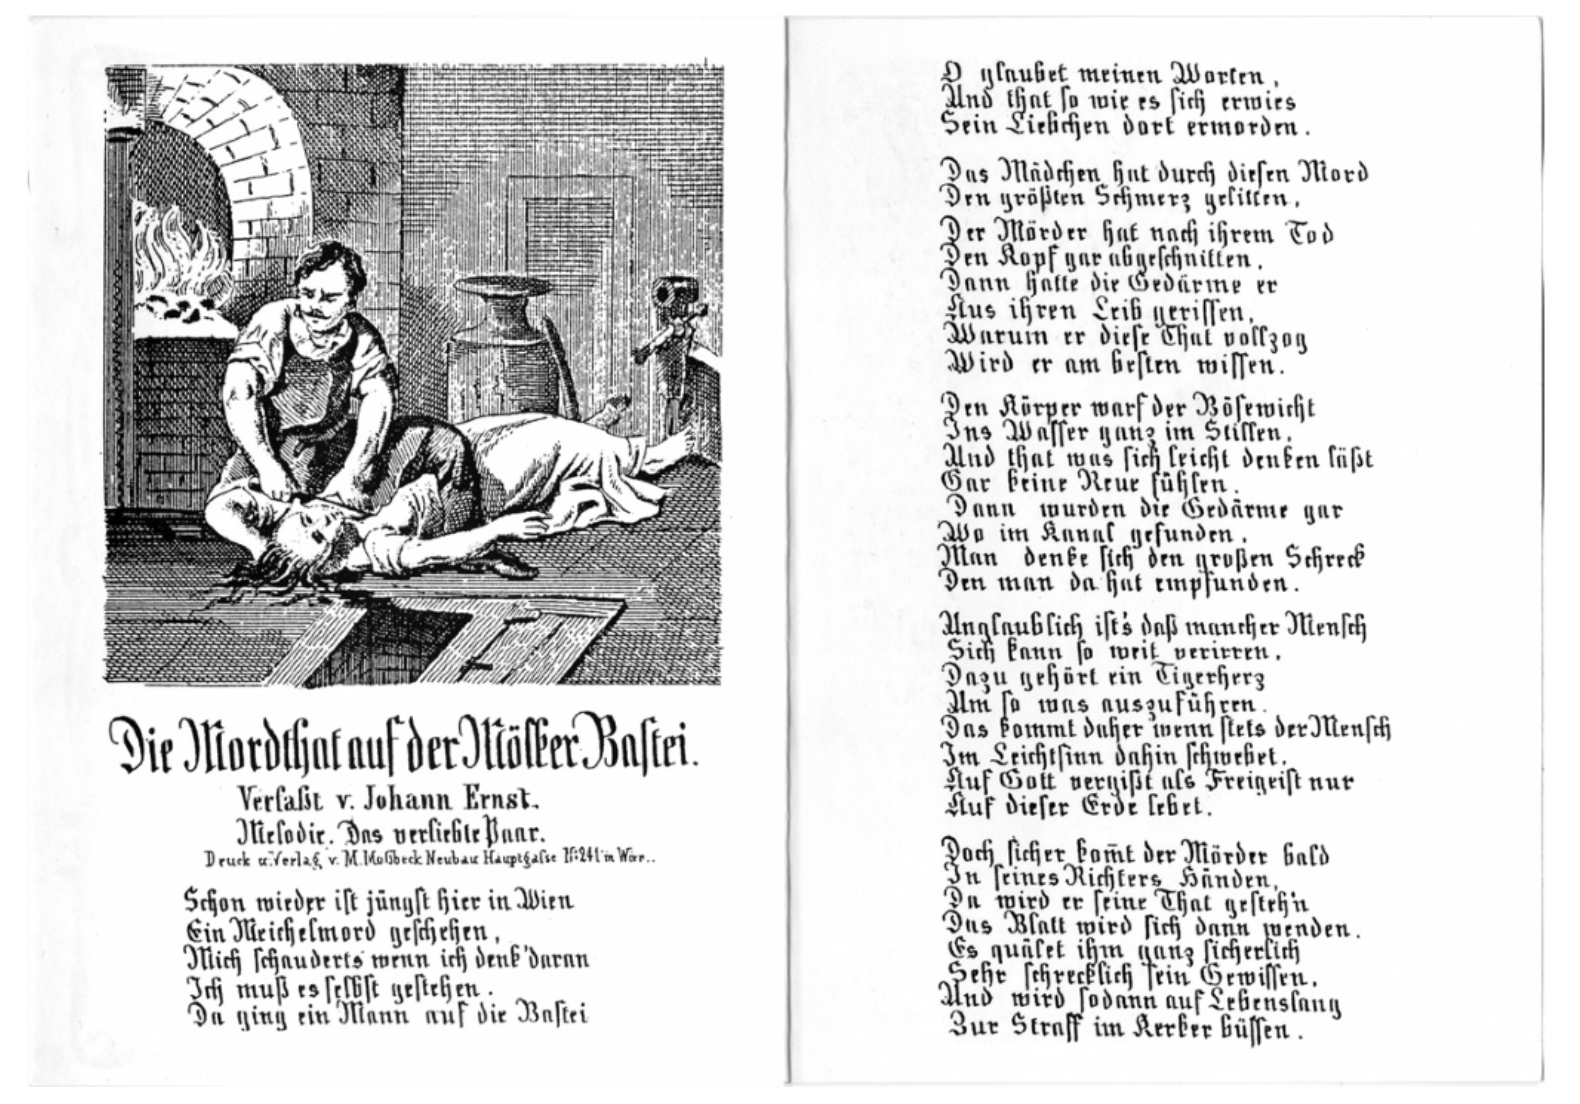 Die Mordthat auf der Mölker Bastei.
Verfaßt v. Johann Ernst.
Melodie. Das verliebte Paar.
Druck u. Verlag v. M. Moßbeck Neubau Hauptgasse N: 241 in Wien..
Schon wieder ist jüngst hier in Wien
Ein Meichelmord geschehen,
Mich schauderts wenn ich denk' daran
Ich muß es selbst gestehen.
Da ging ein Mann auf die Bastei
O glaubet meinen Worten,
Und that so wie es sich erwies
Sein Liebchen dort ermorden.
Das Mädchen hat durch diesen Mord
Den größten Schmerz gelitten,
Der Mörder hat nach ihrem Tod
Den Kopf gar abgeschnitten,
Dann hatte die Gedärme er
Aus ihren Leib gerissen,
Warum er diese That vollzog
Wird er am besten wissen.
Den Körper warf der Bösewicht
Ins Wasser ganz im Stillen,
Und that was sich leicht denken läßt
Gar keine Reue fühlen.
Dann wurden die Gedärme gar
Wo im Kanal gefunden,
Man denke sich den großen Schreck
Den man da hat empfunden.
Unglaublich ist's daß mancher Mensch
Sich kann so weit verirren,
Dazu gehört ein Tigerherz
Um so was auszuführen.
Das kommt daher wenn stets der Mensch
Im Leichtsinn dahin schwebet,
Auf Gott vergißt als Freigeist nur
Auf dieser Erde lebet.
Doch sicher kom̄t der Mörder bald
In seines Richters Händen,
Da wird er seine That gesteh'n
Das Blatt wird sich dann wenden.
Es quälet ihm ganz sicherlich
Sehr schrecklich sein Gewissen,
Und wird sodann auf Lebenslang
Zur Straff im Kerker büssen.